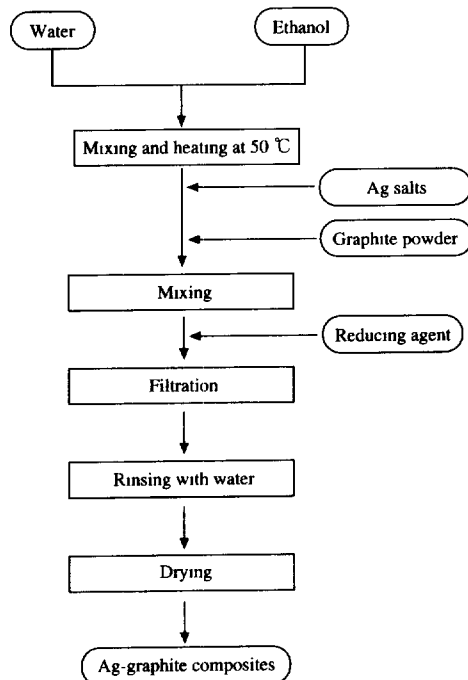 Water
Ethanol
Mixing and heating at 50 ℃
Ag salts
Graphite powder
Mixing
Reducing agent
Filtration
Rinsing with water
Drying
Ag-graphite composites